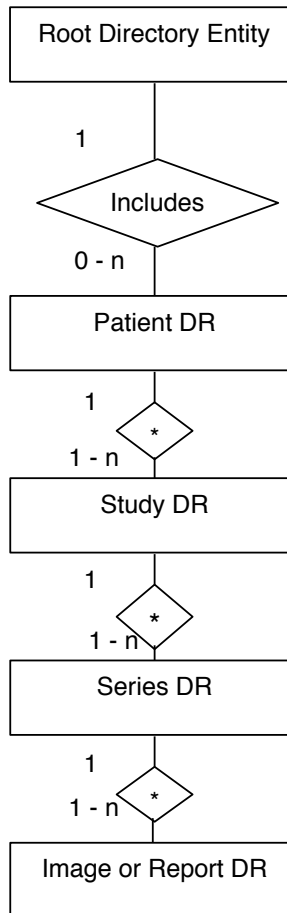 Root Directory Entity
1
Includes
0 - n
Patient DR
1
*
1 - n
Study DR
1
*
1 - n
Series DR
1
*
1 - n
Image or Report DR